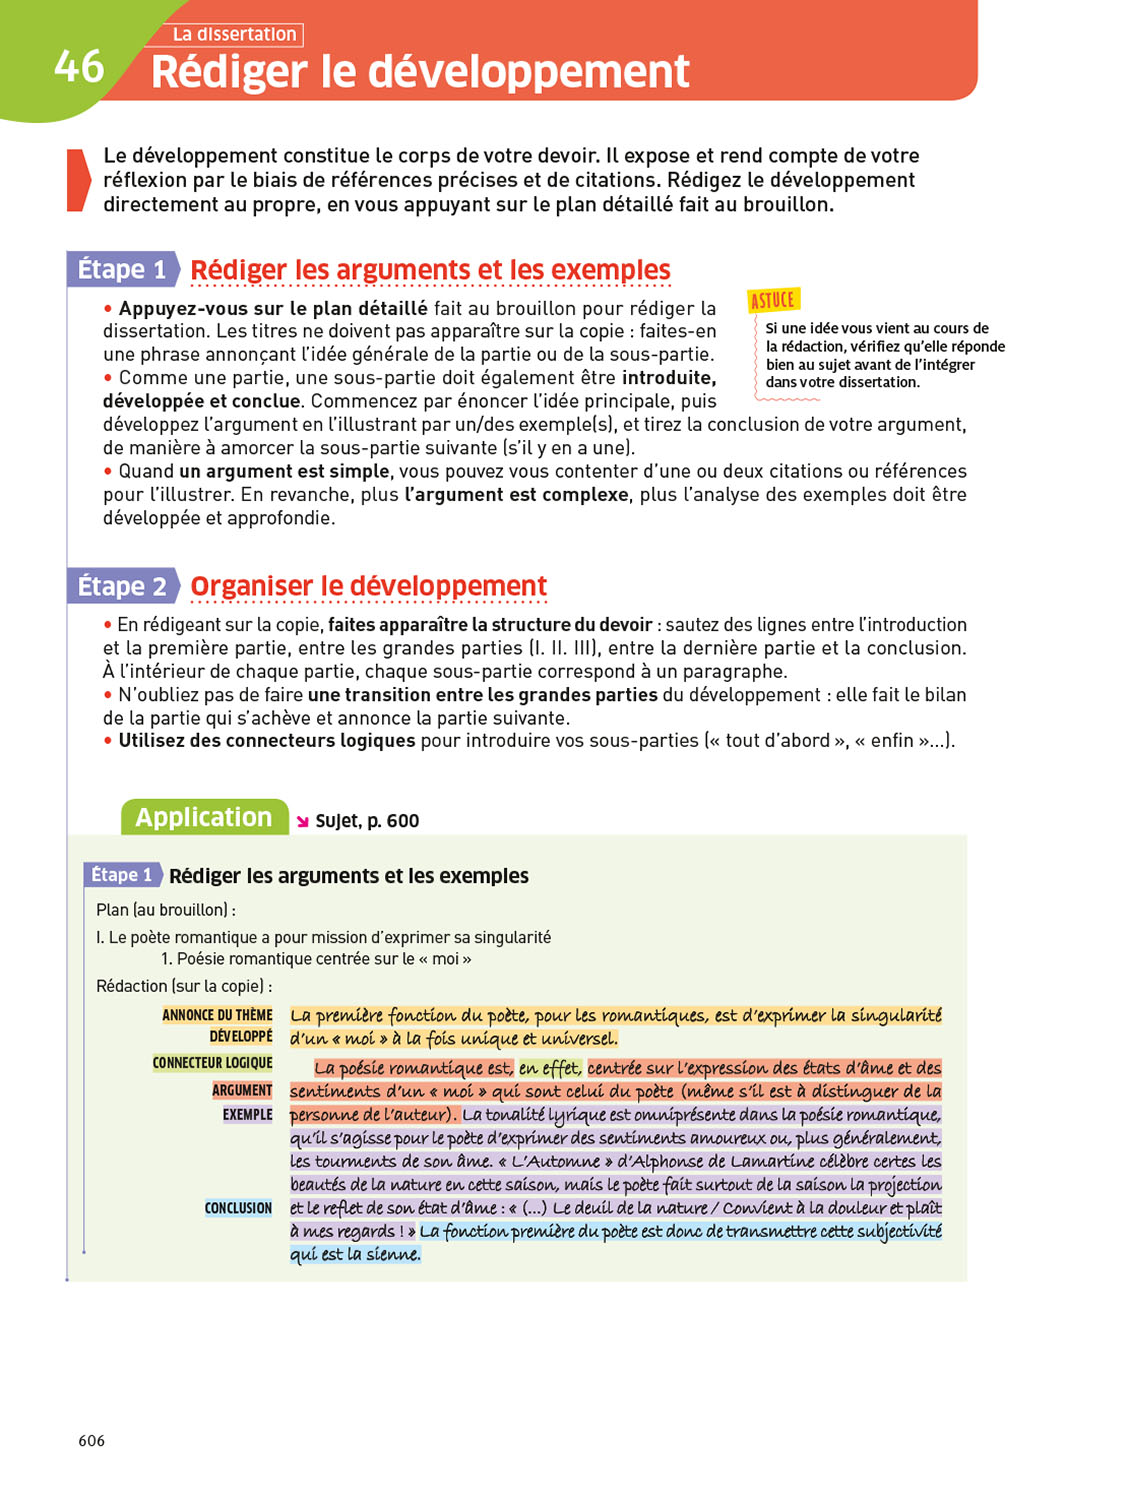 La dissertation
46
Rédiger le développement
Le développement constitue le corps de votre devoir. Il expose et rend compte de votre
réflexion par le biais de références précises et de citations. Rédigez le développement
directement au propre, en vous appuyant sur le plan détaillé fait au brouillon.
Étape 1 Rédiger les arguments et les exemples
• Appuyez-vous sur le plan détaillé fait au brouillon pour rédiger la
dissertation. Les titres ne doivent pas apparaître sur la copie : faites-en
une phrase annonçant l'idée générale de la partie ou de la sous-partie.
• Comme une partie, une sous-partie doit également être introduite,
développée et conclue. Commencez par énoncer l'idée principale, puis
développez l'argument en l'illustrant par un/des exemple(s), et tirez la conclusion de votre argument,
de manière à amorcer la sous-partie suivante (s'il y en a une).
• Quand un argument est simple, vous pouvez vous contenter d'une ou deux citations ou références
pour l'illustrer. En revanche, plus l'argument est complexe, plus l'analyse des exemples doit être
développée et approfondie.
ASTUCE
Si une idée vous vient au cours de
la rédaction, vérifiez qu'elle réponde
bien au sujet avant de l'intégrer
dans votre dissertation.
Étape 2 Organiser le développement
• En rédigeant sur la copie, faites apparaître la structure du devoir : sautez des lignes entre l'introduction
et la première partie, entre les grandes parties (I. II. III), entre la dernière partie et la conclusion.
À l'intérieur de chaque partie, chaque sous-partie correspond à un paragraphe.
• N'oubliez pas de faire une transition entre les grandes parties du développement : elle fait le bilan
de la partie qui s'achève et annonce la partie suivante.
• Utilisez des connecteurs logiques pour introduire vos sous-parties (« tout d'abord », « enfin »…).
Application ↘ Sujet, p. 600
Étape 1 Rédiger les arguments et les exemples
Plan (au brouillon) :
I. Le poète romantique a pour mission d'exprimer sa singularité
1. Poésie romantique centrée sur le « moi »
Rédaction (sur la copie) :
ANNONCE DU THÈME
DÉVELOPPÉ
CONNECTEUR LOGIQUE
ARGUMENT
EXEMPLE
CONCLUSION
La première fonction du poète, pour les romantiques, est d'exprimer la singularité
d'un « moi » à la fois unique et universel.
La poésie romantique est, en effet, centrée sur l'expression des états d'âme et des
sentiments d'un « moi » qui sont celui du poète (même s'il est à distinguer de la
personne de l'auteur). La tonalité lyrique est omniprésente dans la poésie romantique,
qu'il s'agisse pour le poète d'exprimer des sentiments amoureux ou, plus généralement,
les tourments de son âme. « L'Automne » d'Alphonse de Lamartine célèbre certes les
beautés de la nature en cette saison, mais le poète fait surtout de la saison la projection
et le reflet de son état d'âme : « (…) Le deuil de la nature / Convient à la douleur et plaît
à mes regards ! » La fonction première du poète est donc de transmettre cette subjectivité
qui est la sienne.
606